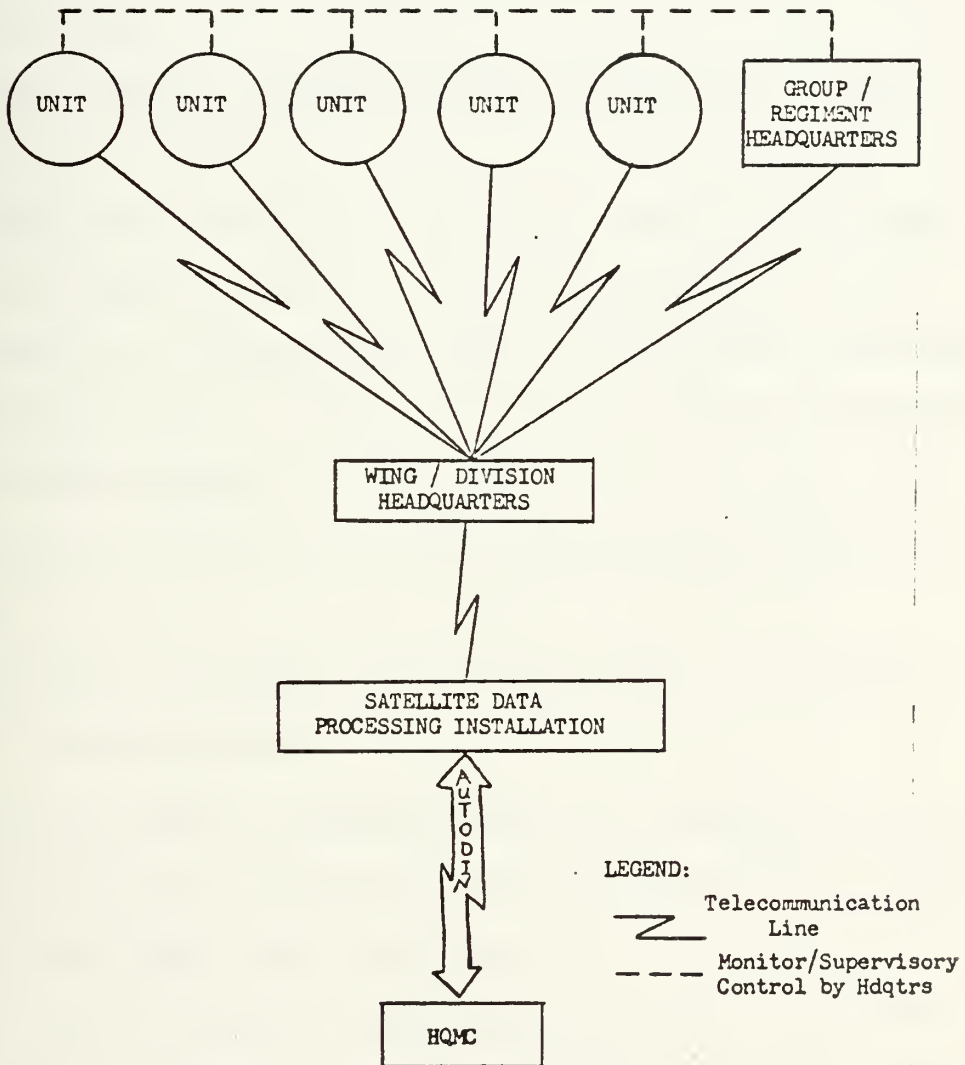 UNIT
UNIT
UNIT
UNIT
UNIT
GROUP /
REGIMENT
HEADQUARTERS
WING / DIVISION
HEADQUARTERS
SATELLITE DATA
PROCESSING INSTALLATION
AUTODIN
LEGEND:
Telecommunication
Line
Monitor/Supervisory
Control by Hdqtrs
HQMC